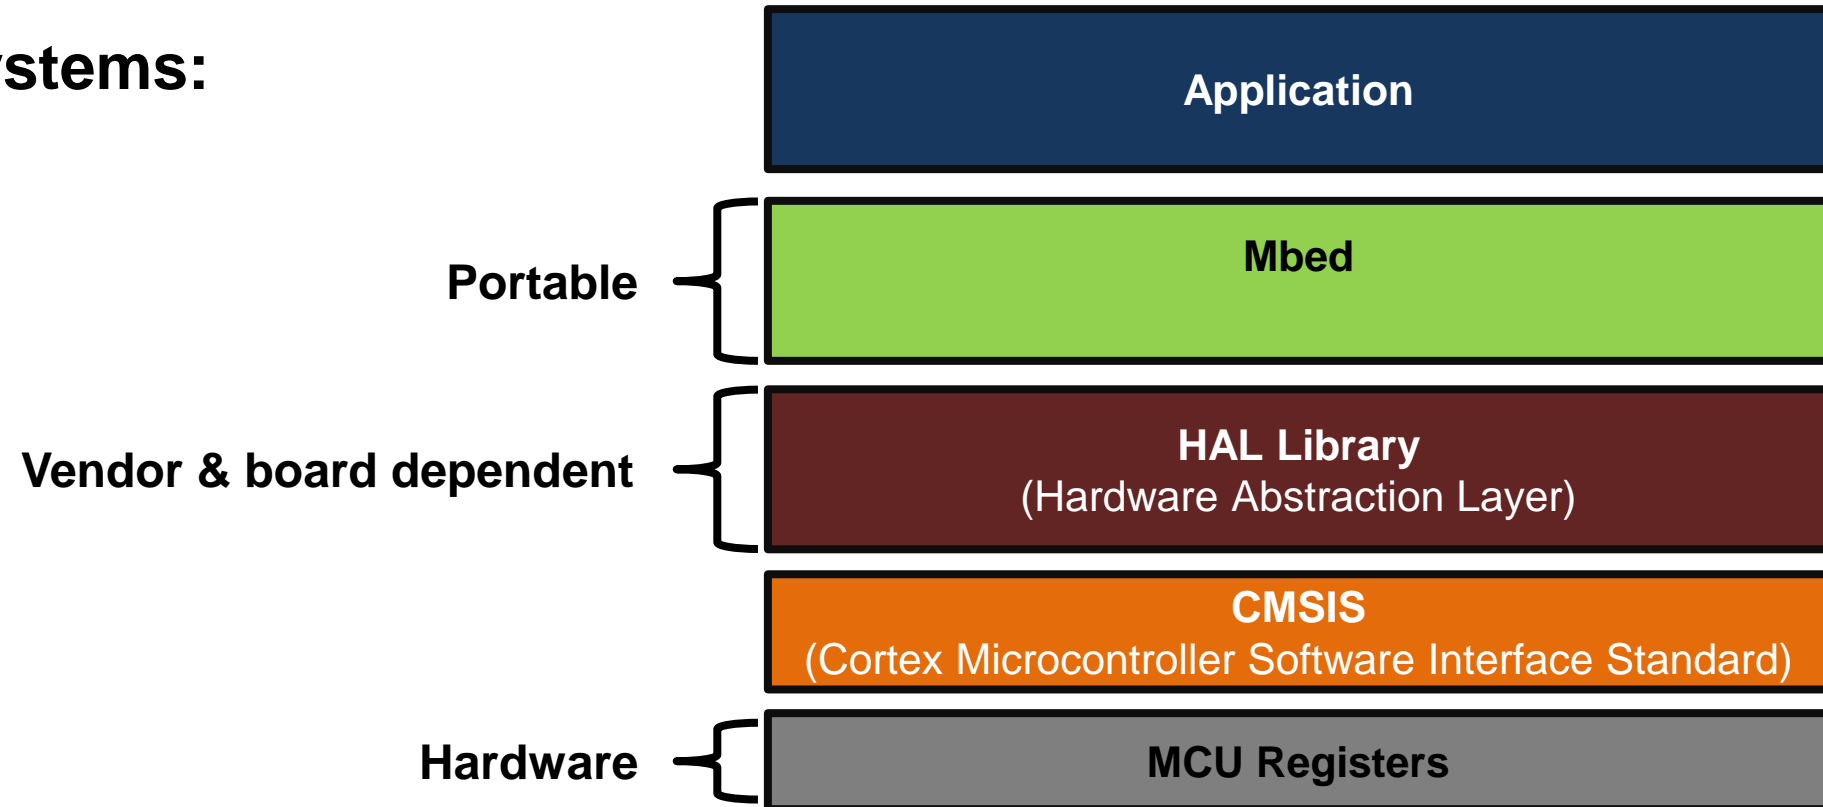 ystems:
Application
Portable
Mbed
Vendor & board dependent
HAL Library
(Hardware Abstraction Layer)
CMSIS
(Cortex Microcontroller Software Interface Standard)
Hardware
MCU Registers